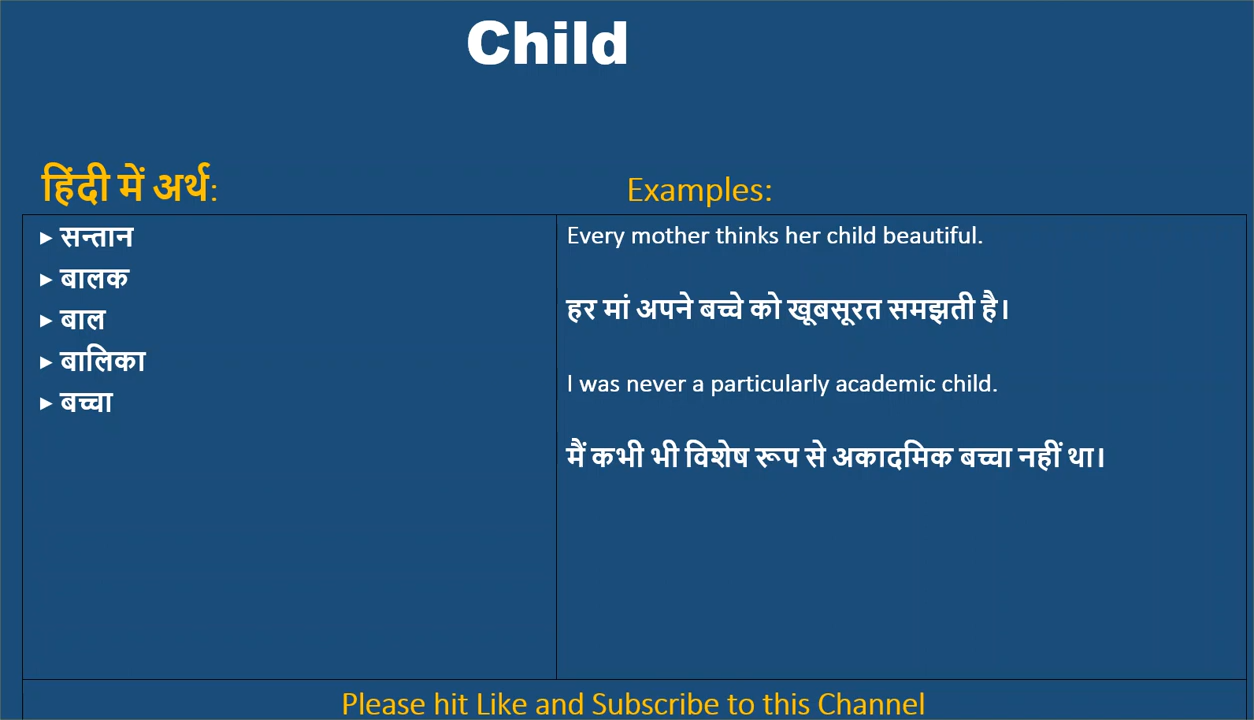 Child
हिंदी में अर्थ:
सन्तान
बालक
बाल
बालिका
बच्चा
Examples:
Every mother thinks her child beautiful.
हर मां अपने बच्चे को खूबसूरत समझती है।
I was never a particularly academic child.
मैं कभी भी विशेष रूप से अकादमिक बच्चा नहीं था।
Please hit Like and Subscribe to this Channel